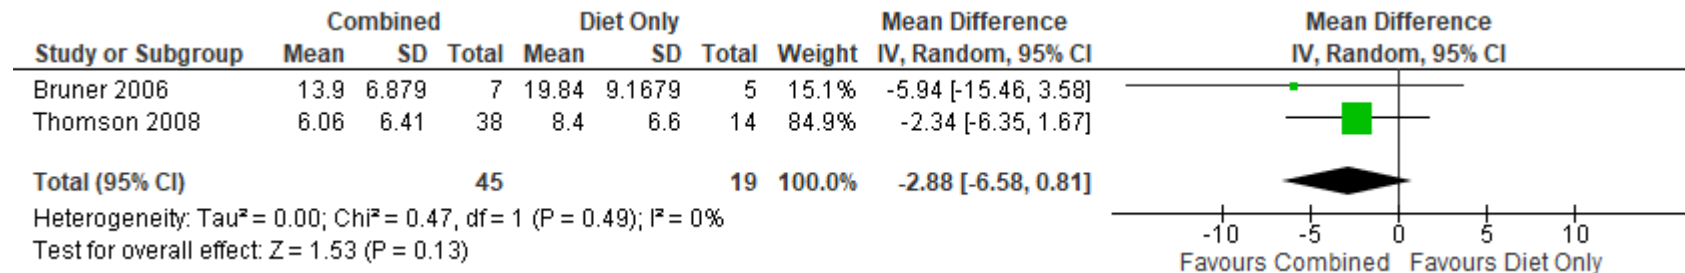 Combined Diet Only Mean Difference Mean Difference
Study or Subgroup Mean SD Total Mean SD Total Weight IV, Random, 95% CI IV, Random, 95% CI
Bruner 2006 13.9 6.879 7 19.84 9.1679 5 15.1% -5.94 [-15.46, 3.58]
Thomson 2008 6.06 6.41 38 8.4 6.6 14 84.9% -2.34 [-6.35, 1.67]
Total (95% CI) 45 19 100.0% -2.88 [-6.58, 0.81]
Heterogeneity: Tau² = 0.00; Chi² = 0.47, df = 1 (P = 0.49); I² = 0%
Test for overall effect: Z = 1.53 (P = 0.13)
-10 -5 0 5 10
Favours Combined Favours Diet Only